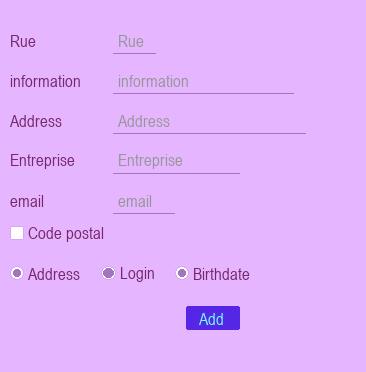 Rue Rue
information information
Address Address
Entreprise Entreprise
email email
Code postal
Address Login Birthdate
Add